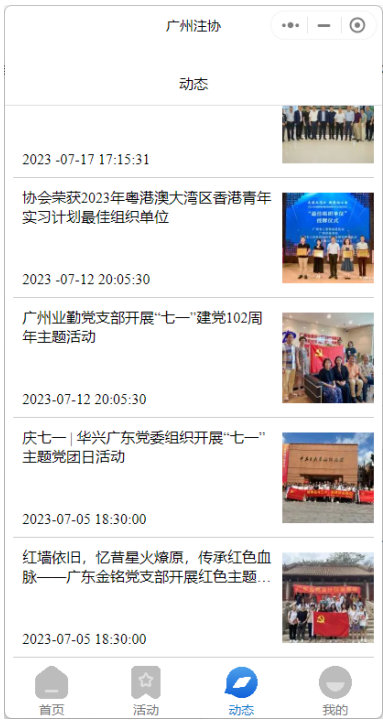 广州注协
动态
2023 -07-17 17:15:31
协会荣获2023年粤港澳大湾区香港青年
实习计划最佳组织单位
2023 -07-12 20:05:30
广州业勤党支部开展“七一”建党102周
年主题活动
2023-07-12 20:05:30
庆七一 | 华兴广东党委组织开展“七一”
主题党团日活动
2023-07-05 18:30:00
红墙依旧，忆昔星火燎原，传承红色血
脉——广东金铭党支部开展红色主题...
2023-07-05 18:30:00
首页
活动
动态
我的